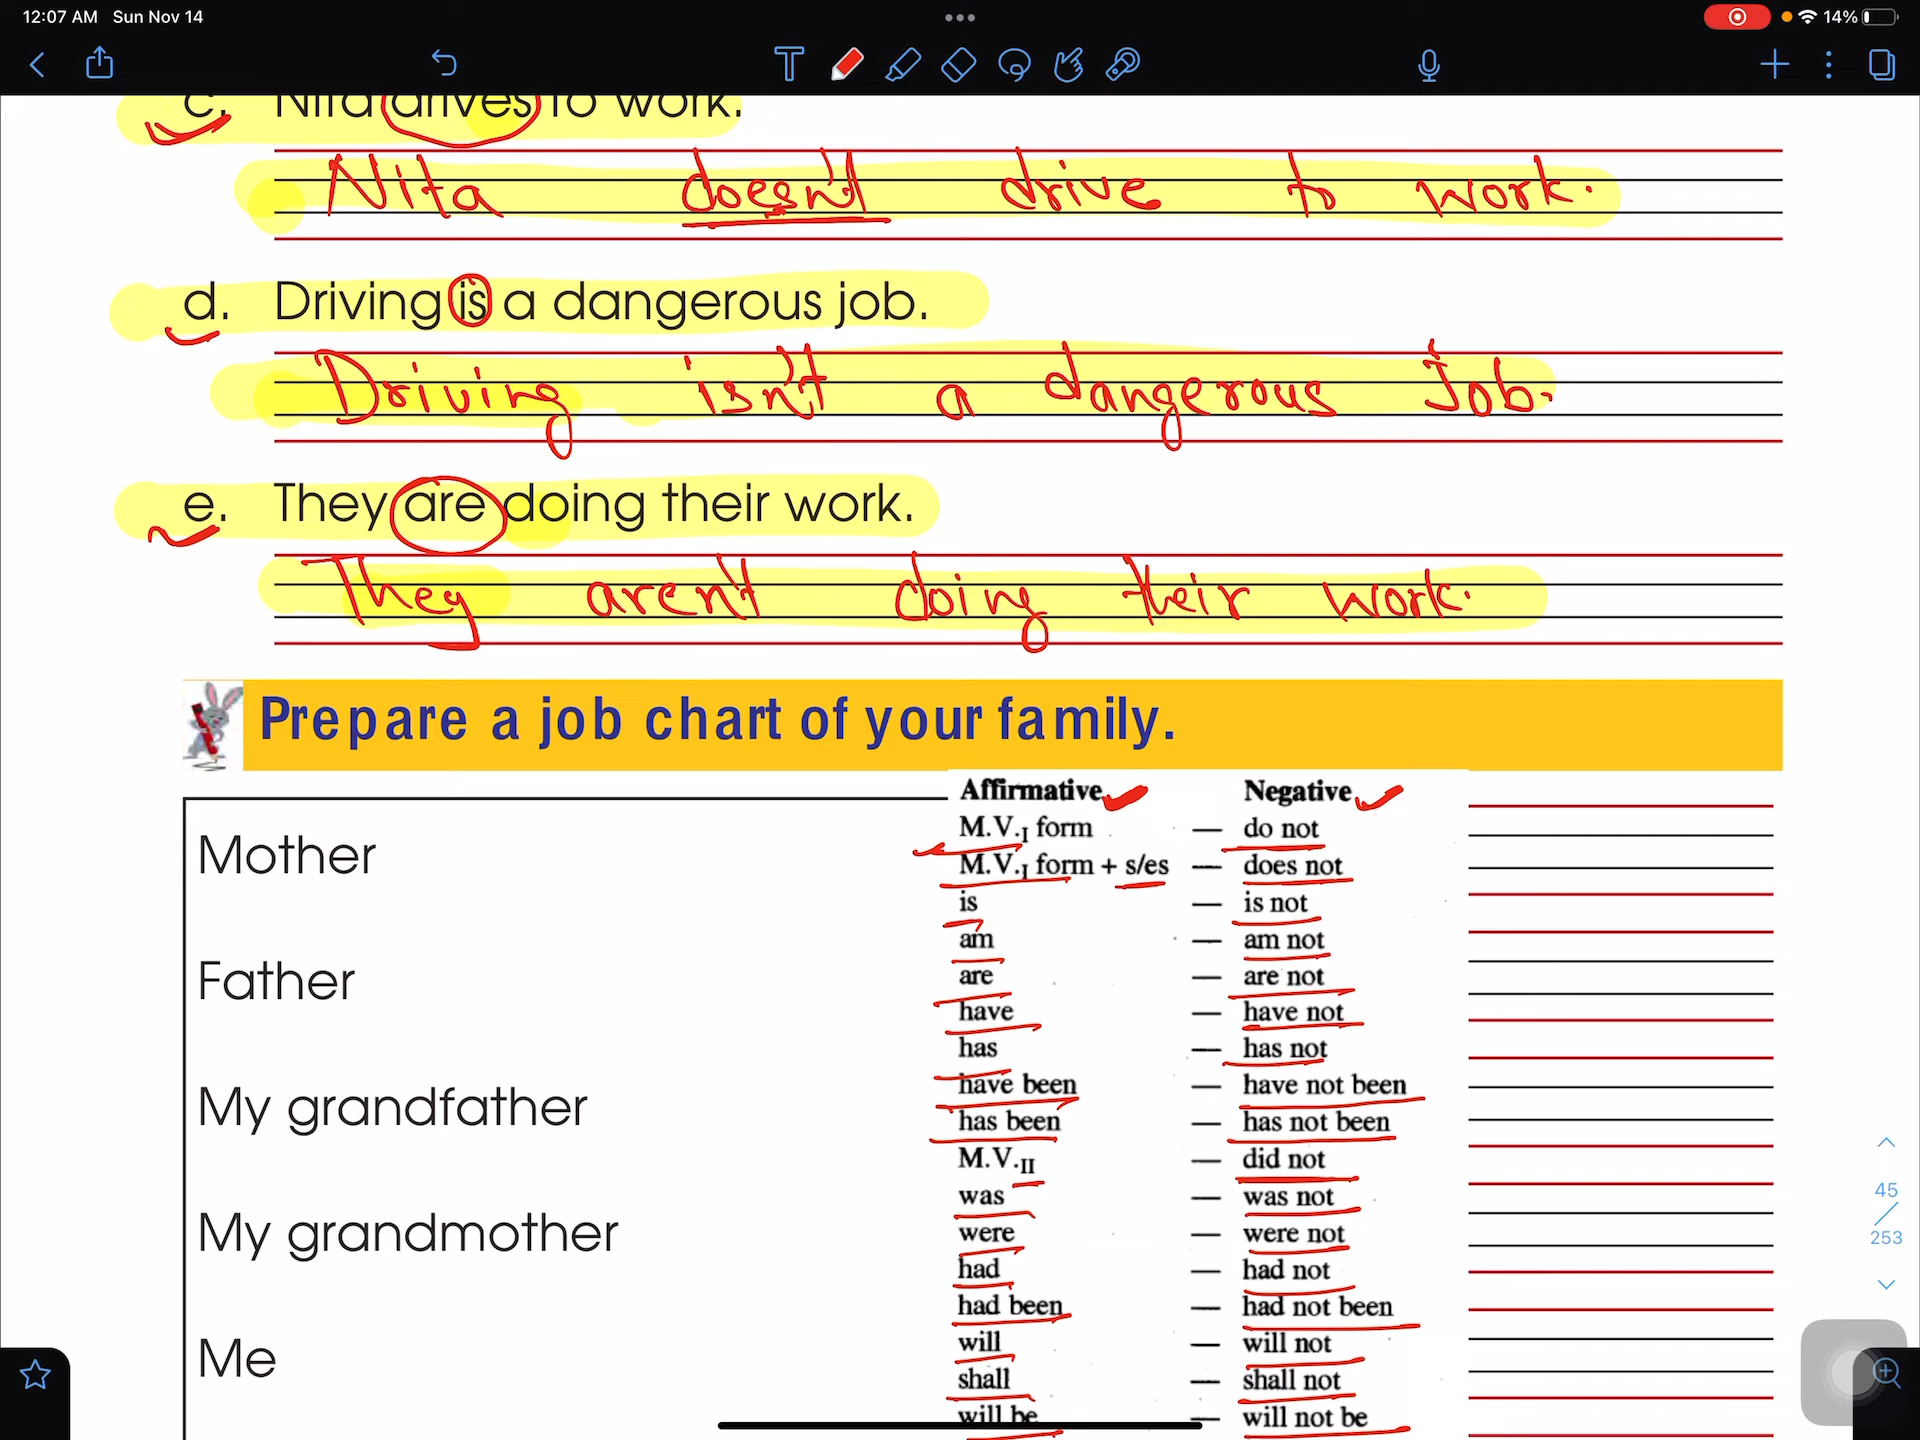 12:07 AM Sun Nov 14
14%
c. Nita drives to work.
Nita doesn't drive to work.
d. Driving is a dangerous job.
Driving isn't a dangerous Job.
e. They are doing their work.
They aren't doing their work.
Prepare a job chart of your family.
Mother
Father
My grandfather
My grandmother
Me
Affirmative Negative
M.V.I form — do not
M.V.I form + s/es — does not
is — is not
am — am not
are — are not
have — have not
has — has not
have been — have not been
has been — has not been
M.V.II — did not
was — was not
were — were not
had — had not
had been — had not been
will — will not
shall — shall not
will be — will not be
45
/
253